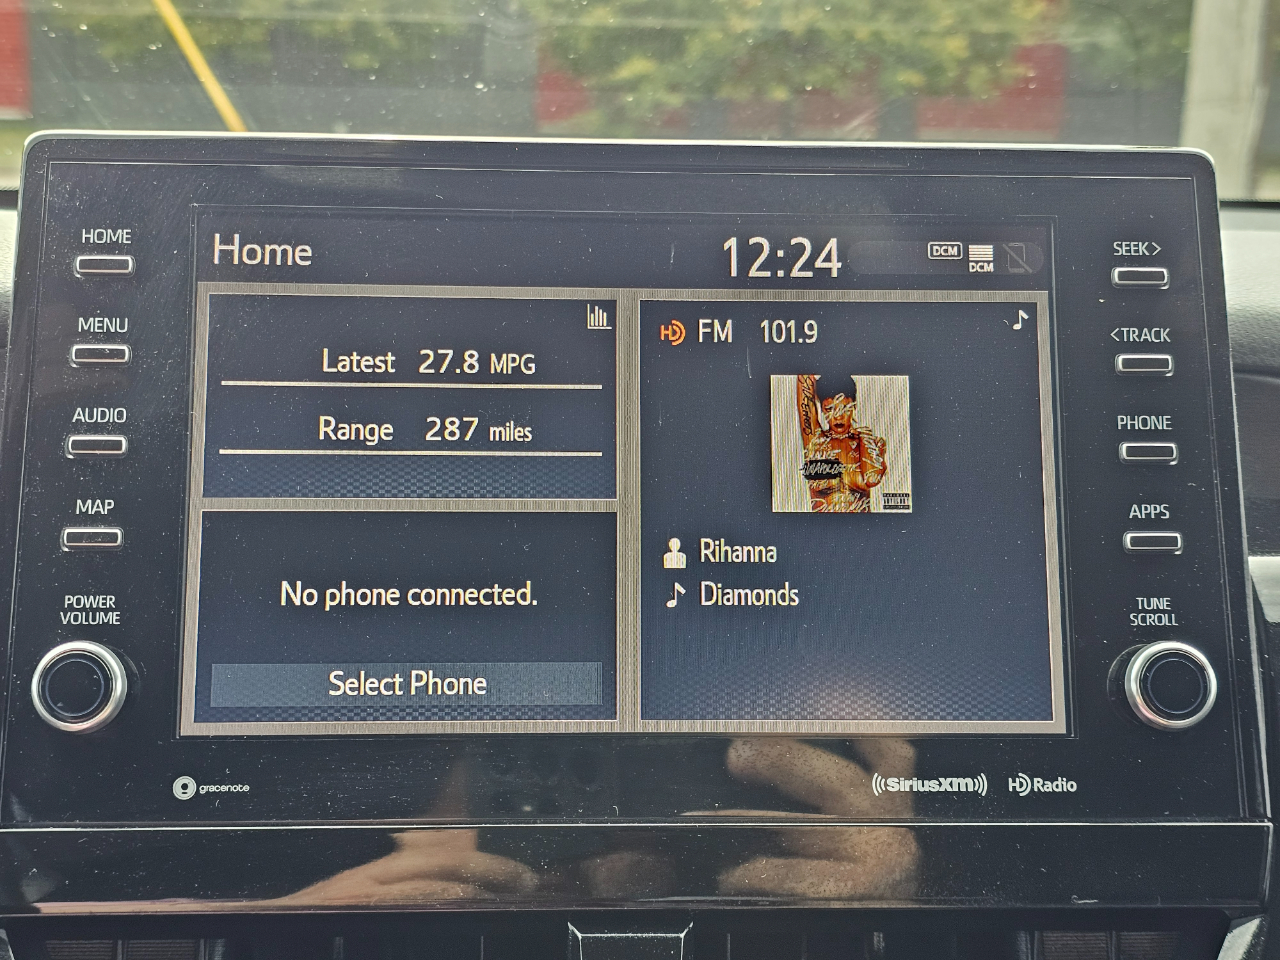 HOME
MENU
AUDIO
MAP
POWER
VOLUME
Home
12:24
DCM
DCM
Latest 27.8 MPG
Range 287 miles
No phone connected.
Select Phone
HD FM 101.9
Rihanna
Diamonds
SEEK >
< TRACK
PHONE
APPS
TUNE
SCROLL
gracenote
SiriusXM
HD Radio